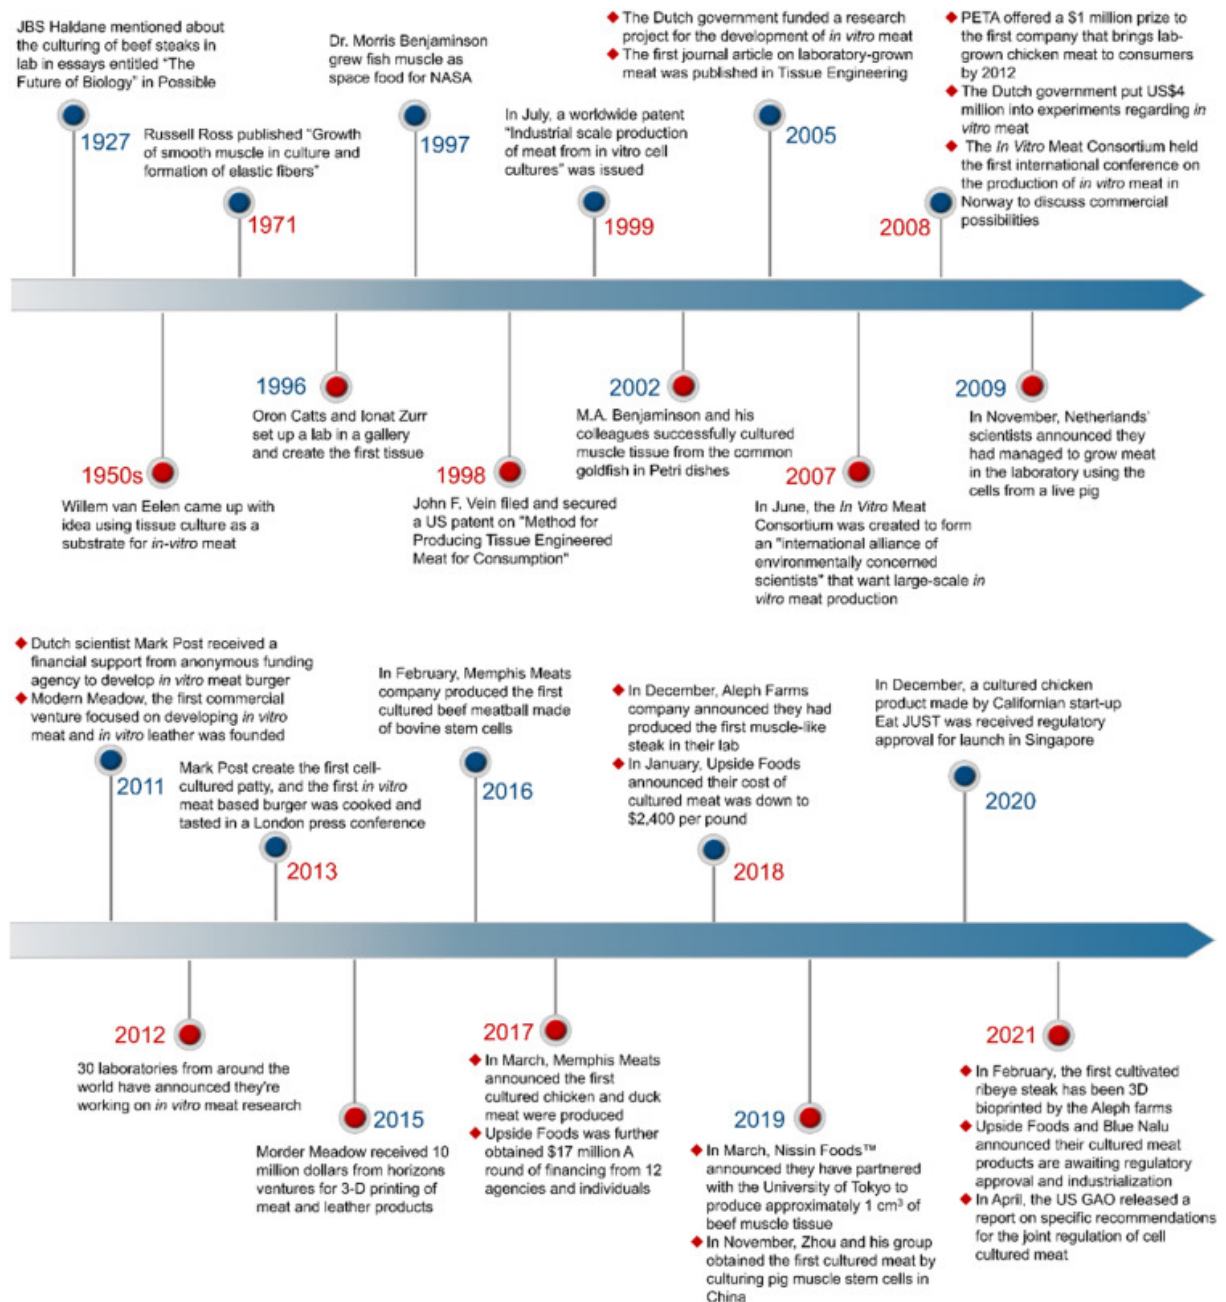 JBS Haldane mentioned about
the culturing of beef steaks in
lab in essays entitled “The
Future of Biology” in Possible
1927
Russell Ross published “Growth
of smooth muscle in culture and
formation of elastic fibers”
1971
Dr. Morris Benjaminson
grew fish muscle as
space food for NASA
1997
In July, a worldwide patent
“Industrial scale production
of meat from in vitro cell
cultures” was issued
1999
◆ The Dutch government funded a research
project for the development of in vitro meat
◆ The first journal article on laboratory-grown
meat was published in Tissue Engineering
2005
◆ PETA offered a $1 million prize to
the first company that brings lab-
grown chicken meat to consumers
by 2012
◆ The Dutch government put US$4
million into experiments regarding in
vitro meat
◆ The In Vitro Meat Consortium held
the first international conference on
the production of in vitro meat in
Norway to discuss commercial
possibilities
2008
1950s
Willem van Eelen came up with
idea using tissue culture as a
substrate for in-vitro meat
1996
Oron Catts and Ionat Zurr
set up a lab in a gallery
and create the first tissue
1998
John F. Vein filed and secured
a US patent on "Method for
Producing Tissue Engineered
Meat for Consumption"
2002
M.A. Benjaminson and his
colleagues successfully cultured
muscle tissue from the common
goldfish in Petri dishes
2007
In June, the In Vitro Meat
Consortium was created to form
an "international alliance of
environmentally concerned
scientists" that want large-scale in
vitro meat production
2009
In November, Netherlands’
scientists announced they
had managed to grow meat
in the laboratory using the
cells from a live pig
◆ Dutch scientist Mark Post received a
financial support from anonymous funding
agency to develop in vitro meat burger
◆ Modern Meadow, the first commercial
venture focused on developing in vitro
meat and in vitro leather was founded
2011
Mark Post create the first cell-
cultured patty, and the first in vitro
meat based burger was cooked and
tasted in a London press conference
2013
In February, Memphis Meats
company produced the first
cultured beef meatball made
of bovine stem cells
2016
◆ In December, Aleph Farms
company announced they had
produced the first muscle-like
steak in their lab
◆ In January, Upside Foods
announced their cost of
cultured meat was down to
$2,400 per pound
2018
In December, a cultured chicken
product made by Californian start-up
Eat JUST was received regulatory
approval for launch in Singapore
2020
2012
30 laboratories from around the
world have announced they're
working on in vitro meat research
2015
Morder Meadow received 10
million dollars from horizons
ventures for 3-D printing of
meat and leather products
2017
◆ In March, Memphis Meats
announced the first
cultured chicken and duck
meat were produced
◆ Upside Foods was further
obtained $17 million A
round of financing from 12
agencies and individuals
2019
◆ In March, Nissin Foods™
announced they have partnered
with the University of Tokyo to
produce approximately 1 cm³ of
beef muscle tissue
◆ In November, Zhou and his group
obtained the first cultured meat by
culturing pig muscle stem cells in
China
2021
◆ In February, the first cultivated
ribeye steak has been 3D
bioprinted by the Aleph farms
◆ Upside Foods and Blue Nalu
announced their cultured meat
products are awaiting regulatory
approval and industrialization
◆ In April, the US GAO released a
report on specific recommendations
for the joint regulation of cell
cultured meat